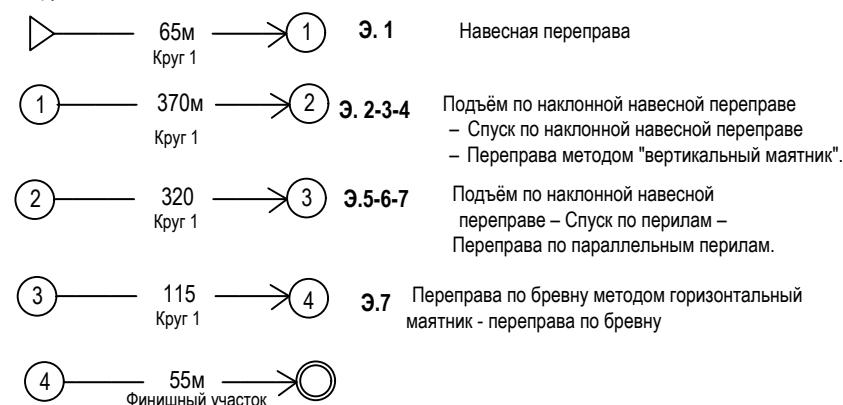 65м 1 Э. 1 Навесная переправа
Круг 1
1 370м 2 Э. 2-3-4 Подъём по наклонной навесной переправе
Круг 1 – Спуск по наклонной навесной переправе
– Переправа методом "вертикальный маятник".
2 320 3 Э.5-6-7 Подъём по наклонной навесной
Круг 1 переправе – Спуск по перилам –
Переправа по параллельным перилам.
3 115 4 Э.7 Переправа по бревну методом горизонтальный
Круг 1 маятник - переправа по бревну
4 55м
Финишный участок